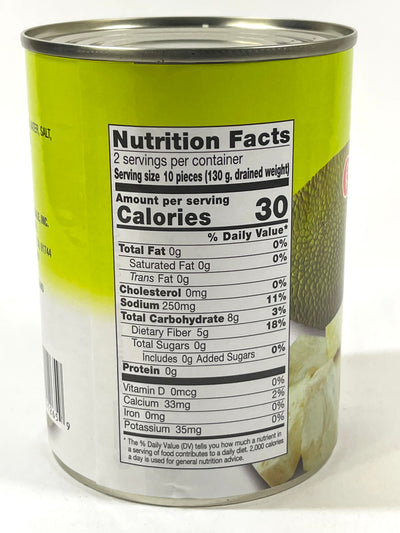 WATER, SALT,
INC.
91744
Nutrition Facts
2 servings per container
Serving size 10 pieces (130 g. drained weight)
Amount per serving
Calories 30
% Daily Value*
Total Fat 0g 0%
Saturated Fat 0g 0%
Trans Fat 0g
Cholesterol 0mg 0%
Sodium 250mg 11%
Total Carbohydrate 8g 3%
Dietary Fiber 5g 18%
Total Sugars 0g
Includes 0g Added Sugars 0%
Protein 0g
Vitamin D 0mcg 0%
Calcium 33mg 2%
Iron 0mg 0%
Potassium 35mg 0%
* The % Daily Value (DV) tells you how much a nutrient in
a serving of food contributes to a daily diet. 2,000 calories
a day is used for general nutrition advice.
9